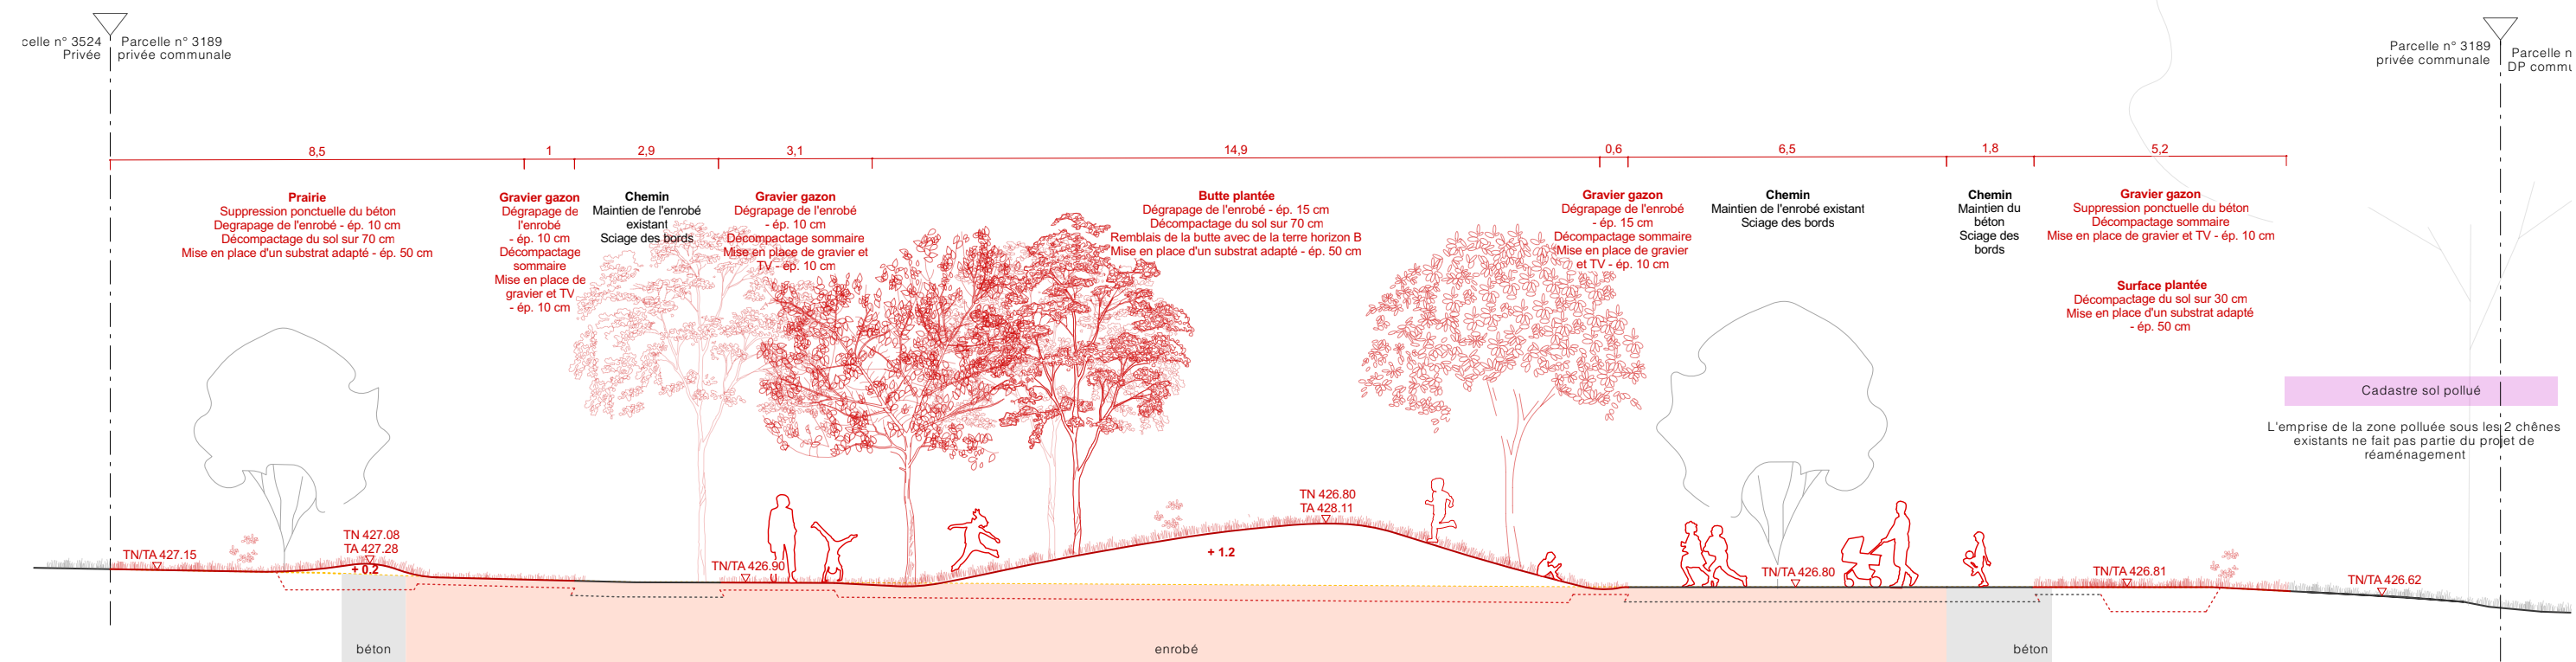 celle n° 3524
Privée
Parcelle n° 3189
privée communale
Parcelle n° 3189
privée communale
Parcelle n
DP commu
8,5
1
2,9
3,1
14,9
0,6
6,5
1,8
5,2
Prairie
Suppression ponctuelle du béton
Degrapage de l'enrobé - ép. 10 cm
Décompactage du sol sur 70 cm
Mise en place d'un substrat adapté - ép. 50 cm
Gravier gazon
Dégrapage de
l'enrobé
- ép. 10 cm
Décompactage
sommaire
Mise en place de
gravier et TV
- ép. 10 cm
Chemin
Maintien de l'enrobé
existant
Sciage des bords
Gravier gazon
Dégrapage de l'enrobé
- ép. 10 cm
Décompactage sommaire
Mise en place de gravier et
TV - ép. 10 cm
Butte plantée
Dégrapage de l'enrobé - ép. 15 cm
Décompactage du sol sur 70 cm
Remblais de la butte avec de la terre horizon B
Mise en place d'un substrat adapté - ép. 50 cm
Gravier gazon
Dégrapage de l'enrobé
- ép. 15 cm
Décompactage sommaire
Mise en place de gravier
et TV - ép. 10 cm
Chemin
Maintien de l'enrobé existant
Sciage des bords
Chemin
Maintien du
béton
Sciage des
bords
Gravier gazon
Suppression ponctuelle du béton
Décompactage sommaire
Mise en place de gravier et TV - ép. 10 cm
Surface plantée
Décompactage du sol sur 30 cm
Mise en place d'un substrat adapté
- ép. 50 cm
Cadastre sol pollué
L'emprise de la zone polluée sous les 2 chênes
existants ne fait pas partie du projet de
réaménagement
TN/TA 427.15
TN 427.08
TA 427.28
+ 0.2
TN/TA 426.90
TN 426.80
TA 428.11
+ 1.2
TN/TA 426.80
TN/TA 426.81
TN/TA 426.62
béton
enrobé
béton